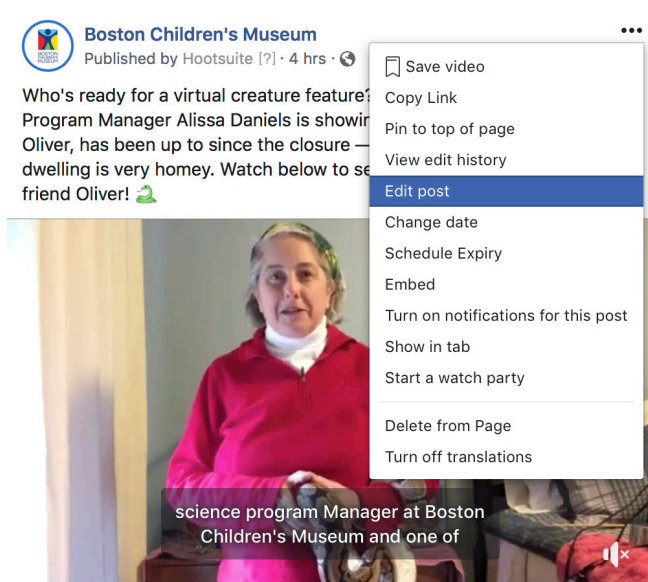 Boston Children's Museum
Published by Hootsuite [?] · 4 hrs ·
Who's ready for a virtual creature feature?
Program Manager Alissa Daniels is showin
Oliver, has been up to since the closure —
dwelling is very homey. Watch below to se
friend Oliver! 🐍
BOSTON
CHILDREN'S
MUSEUM
Save video
Copy Link
Pin to top of page
View edit history
Edit post
Change date
Schedule Expiry
Embed
Turn on notifications for this post
Show in tab
Start a watch party
Delete from Page
Turn off translations
science program Manager at Boston
Children's Museum and one of